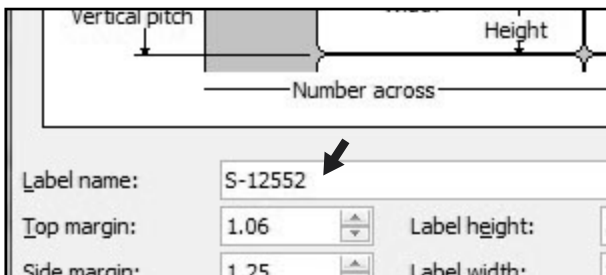 Vertical pitch
Width
Height
Number across
Label name: S-12552
Top margin: 1.06 Label height:
Side margin: 1.25 Label width: